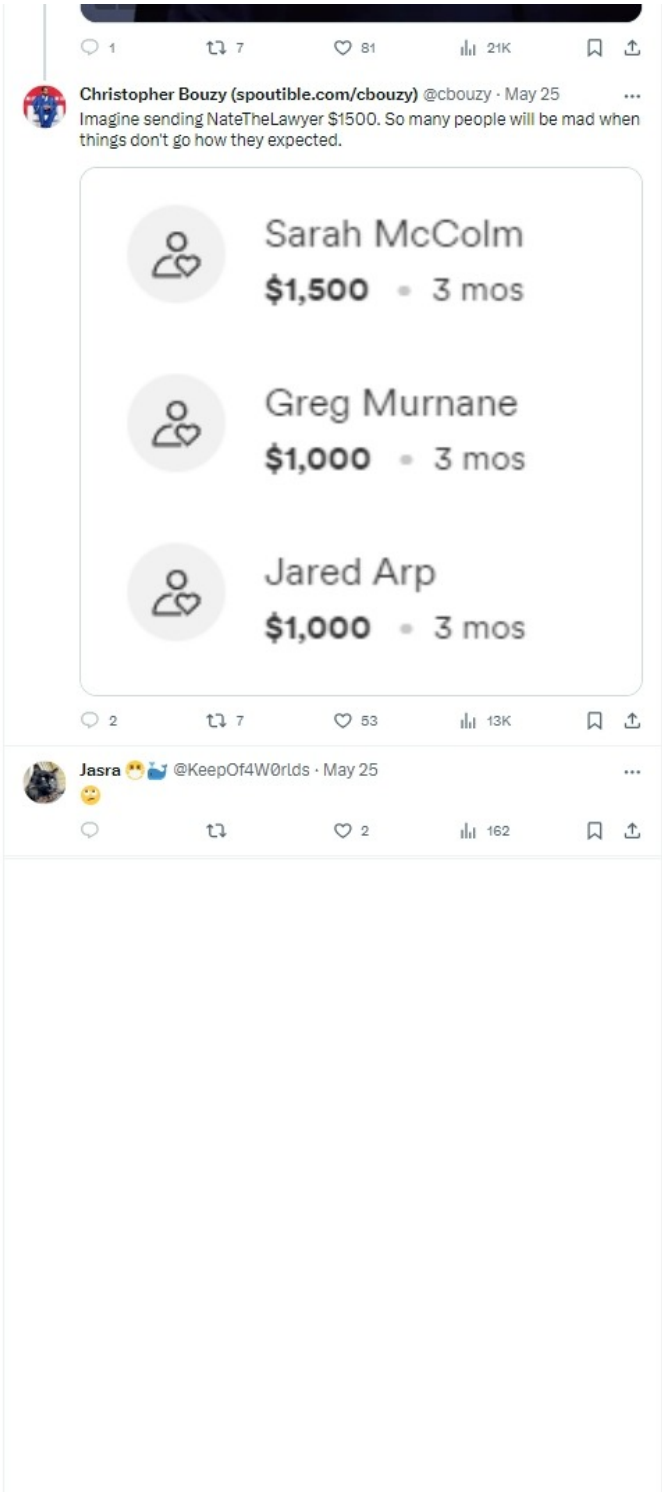 1 7 81 21K
Christopher Bouzy (spoutible.com/cbouzy) @cbouzy · May 25 ...
Imagine sending NateTheLawyer $1500. So many people will be mad when
things don't go how they expected.
Sarah McColm
$1,500 • 3 mos
Greg Murnane
$1,000 • 3 mos
Jared Arp
$1,000 • 3 mos
2 7 53 13K
Jasra 😷🐳 @KeepOf4W0rlds · May 25 ...
🙄
2 162